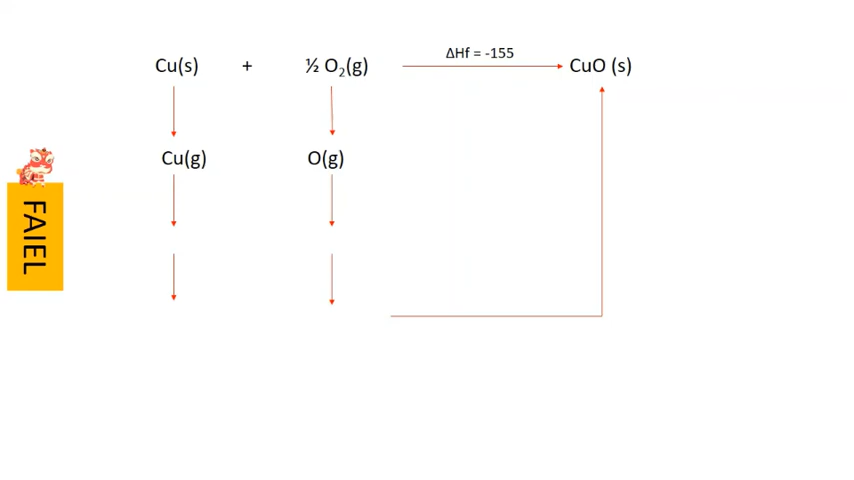 ΔHf = -155
Cu(s) + ½ O₂(g) CuO (s)
Cu(g) O(g)
FAIEL